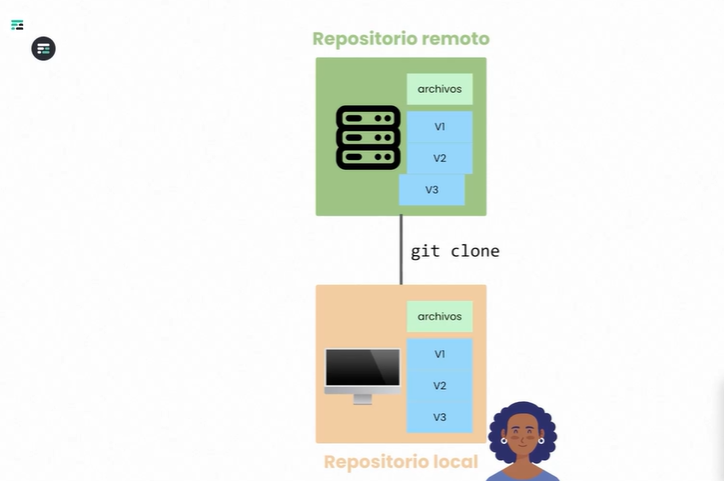 Repositorio remoto
archivos
V1
V2
V3
git clone
archivos
V1
V2
V3
Repositorio local